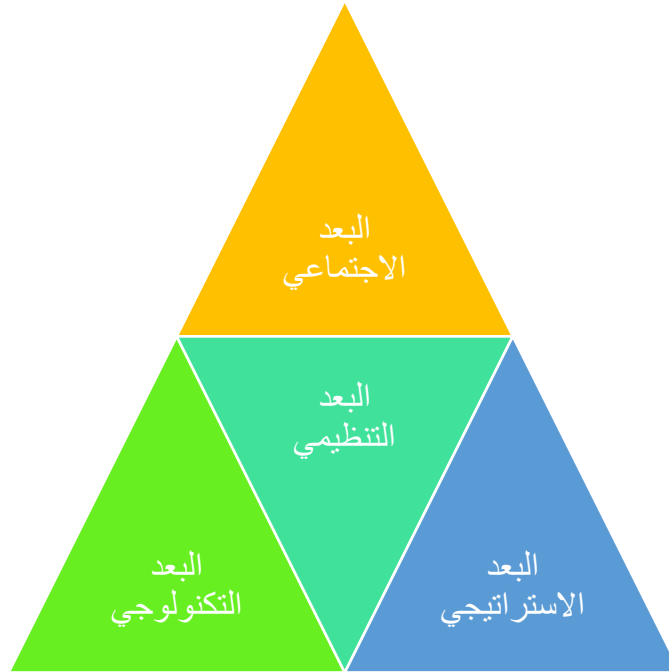 البعد
الاجتماعي
البعد
التنظيمي
البعد
الاستراتيجي
البعد
التكنولوجي